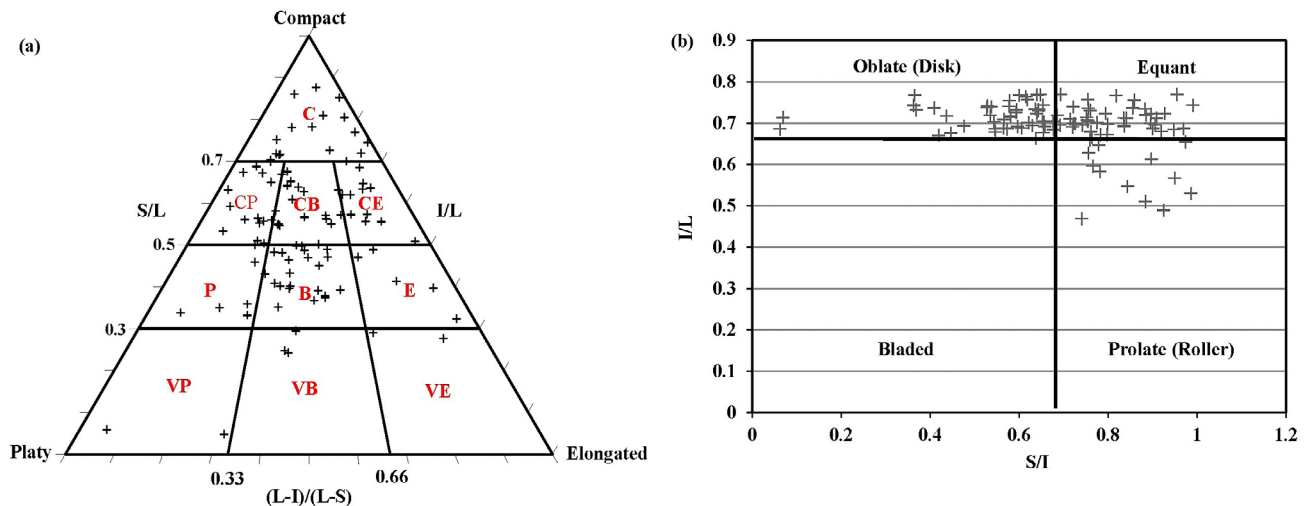 (a)
Compact
C
0.7
S/L
CP
CB
CE
I/L
0.5
P
B
E
0.3
VP
VB
VE
Platy
Elongated
0.33
0.66
(L-I)/(L-S)
(b)
0.9
Oblate (Disk)
Equant
0.8
0.7
0.6
0.5
I/L
0.4
0.3
0.2
Bladed
Prolate (Roller)
0.1
0
0
0.2
0.4
0.6
0.8
1
1.2
S/I